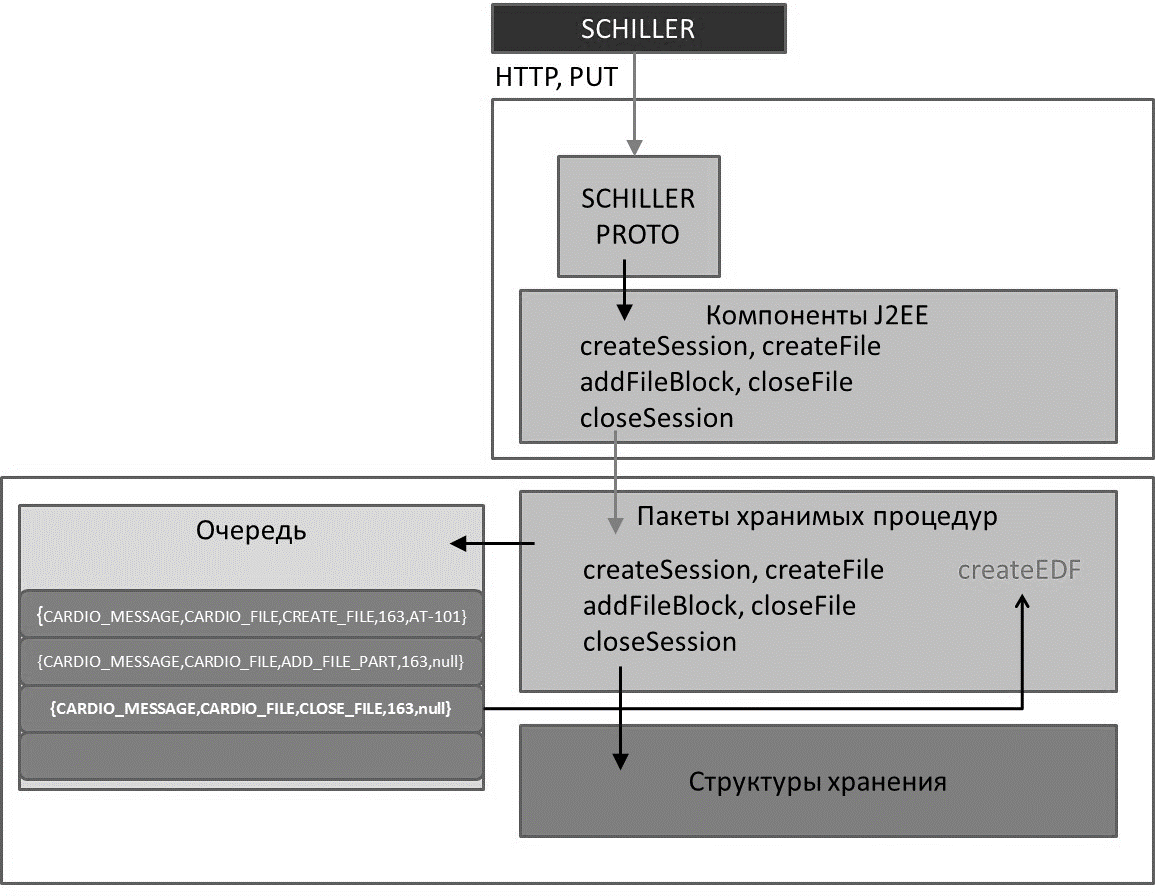 SCHILLER
HTTP, PUT
SCHILLER
PROTO
Компоненты J2EE
createSession, createFile
addFileBlock, closeFile
closeSession
Очередь
{CARDIO_MESSAGE,CARDIO_FILE,CREATE_FILE,163,AT-101}
{CARDIO_MESSAGE,CARDIO_FILE,ADD_FILE_PART,163,null}
{CARDIO_MESSAGE,CARDIO_FILE,CLOSE_FILE,163,null}
Пакеты хранимых процедур
createSession, createFile
addFileBlock, closeFile
closeSession
createEDF
Структуры хранения